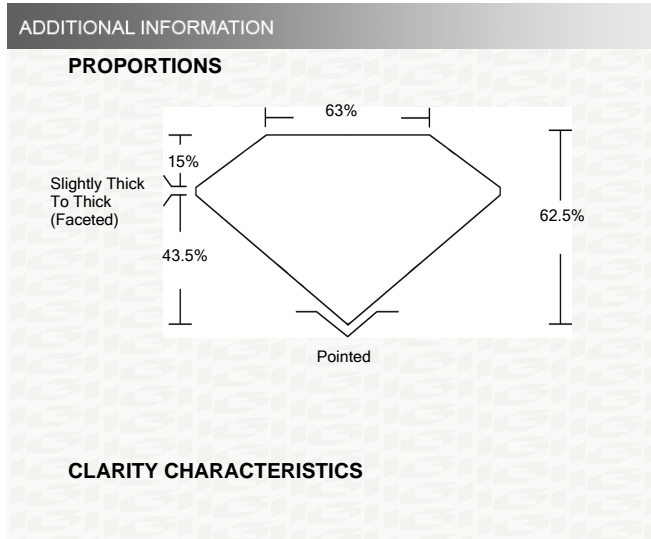 ADDITIONAL INFORMATION
PROPORTIONS
63%
15%
Slightly Thick
To Thick
(Faceted)
62.5%
43.5%
Pointed
CLARITY CHARACTERISTICS